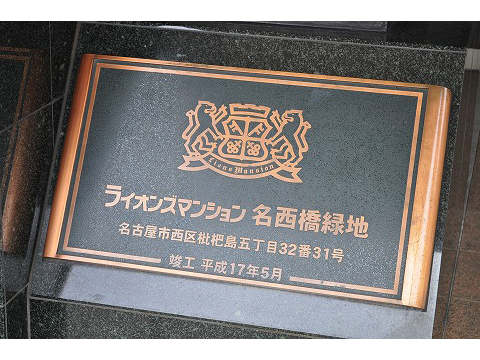 Lions Mansion
ライオンズマンション 名西橋緑地
名古屋市西区枇杷島五丁目32番31号
竣工 平成17年5月